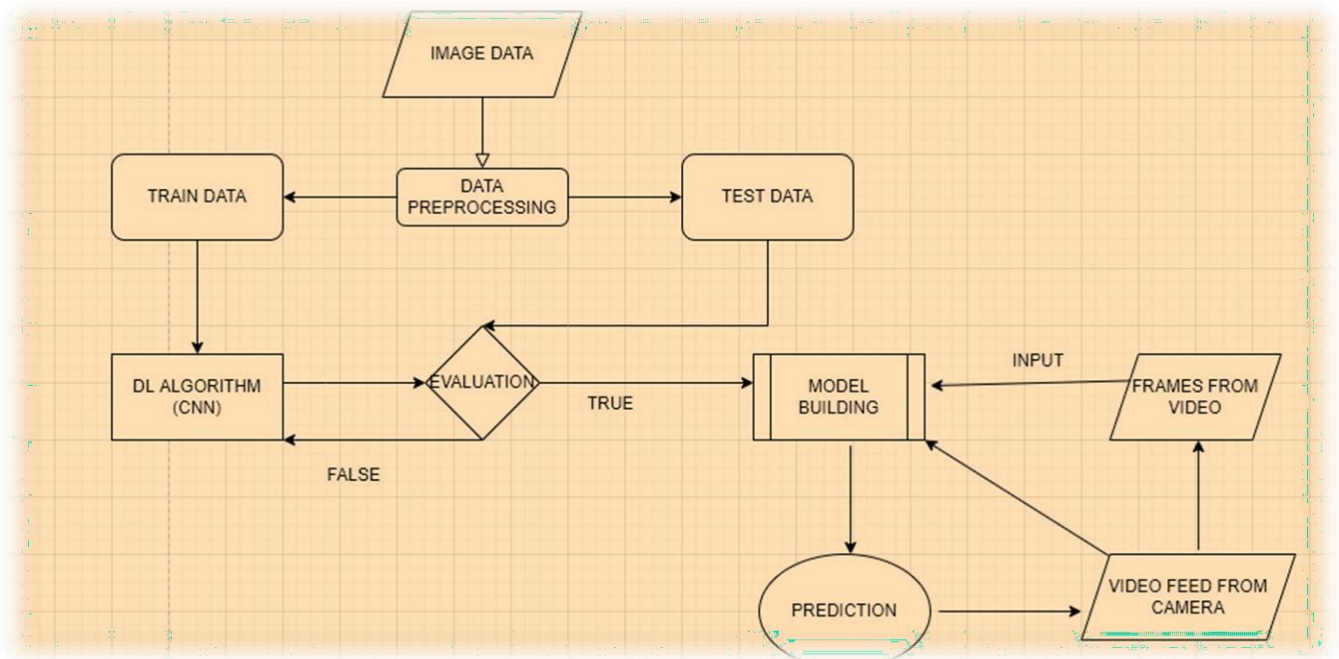 IMAGE DATA
TRAIN DATA
DATA
PREPROCESSING
TEST DATA
DL ALGORITHM
(CNN)
EVALUATION
TRUE
FALSE
MODEL
BUILDING
INPUT
FRAMES FROM
VIDEO
PREDICTION
VIDEO FEED FROM
CAMERA